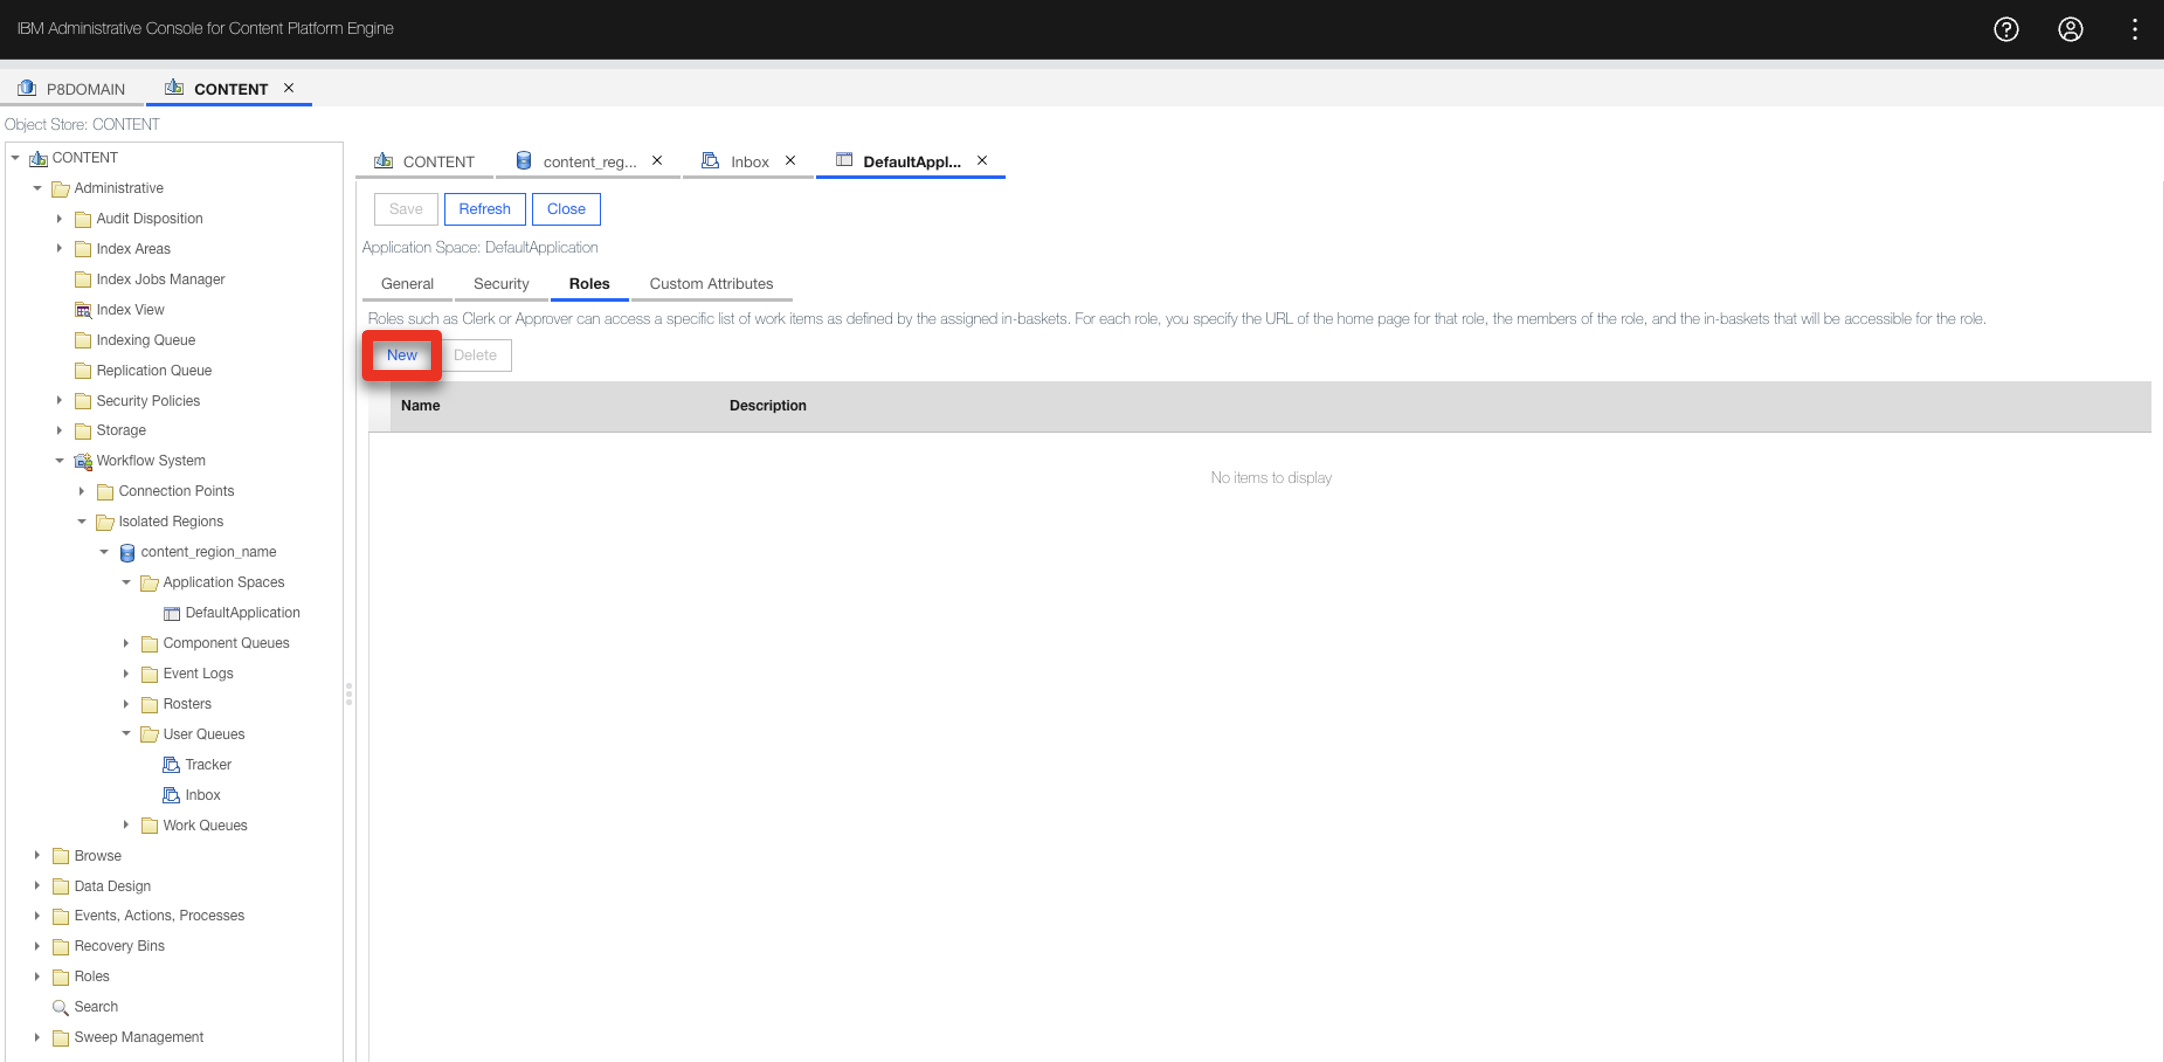 IBM Administrative Console for Content Platform Engine
P8DOMAIN
CONTENT
Object Store: CONTENT
CONTENT
Administrative
Audit Disposition
Index Areas
Index Jobs Manager
Index View
Indexing Queue
Replication Queue
Security Policies
Storage
Workflow System
Connection Points
Isolated Regions
content_region_name
Application Spaces
DefaultApplication
Component Queues
Event Logs
Rosters
User Queues
Tracker
Inbox
Work Queues
Browse
Data Design
Events, Actions, Processes
Recovery Bins
Roles
Search
Sweep Management
CONTENT
content_reg...
Inbox
DefaultAppl...
Save Refresh Close
Application Space: DefaultApplication
General Security Roles Custom Attributes
Roles such as Clerk or Approver can access a specific list of work items as defined by the assigned in-baskets. For each role, you specify the URL of the home page for that role, the members of the role, and the in-baskets that will be accessible for the role.
New Delete
Name Description
No items to display